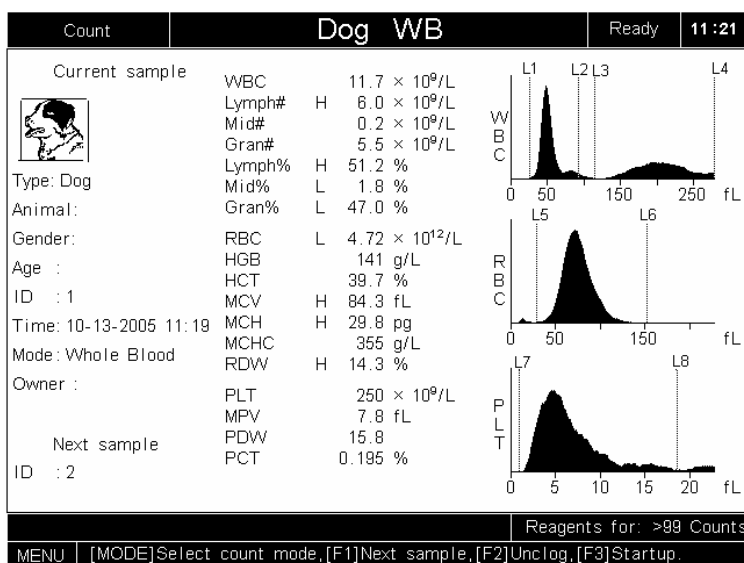 Count Dog WB Ready 11:21
Current sample
Type: Dog
Animal:
Gender:
Age :
ID : 1
Time: 10-13-2005 11:19
Mode: Whole Blood
Owner :
Next sample
ID : 2
WBC 11.7 × 10⁹/L
Lymph# H 6.0 × 10⁹/L
Mid# 0.2 × 10⁹/L
Gran# 5.5 × 10⁹/L
Lymph% H 51.2 %
Mid% L 1.8 %
Gran% L 47.0 %
RBC L 4.72 × 10¹²/L
HGB 141 g/L
HCT 39.7 %
MCV H 84.3 fL
MCH H 29.8 pg
MCHC 355 g/L
RDW H 14.3 %
PLT 250 × 10⁹/L
MPV 7.8 fL
PDW 15.8
PCT 0.195 %
L1 L2 L3 L4
WBC
0 50 150 250 fL
L5 L6
RBC
0 50 150 fL
L7 L8
PLT
0 5 10 15 20 fL
Reagents for: >99 Counts
MENU [MODE]Select count mode,[F1]Next sample,[F2]Unclog,[F3]Startup.